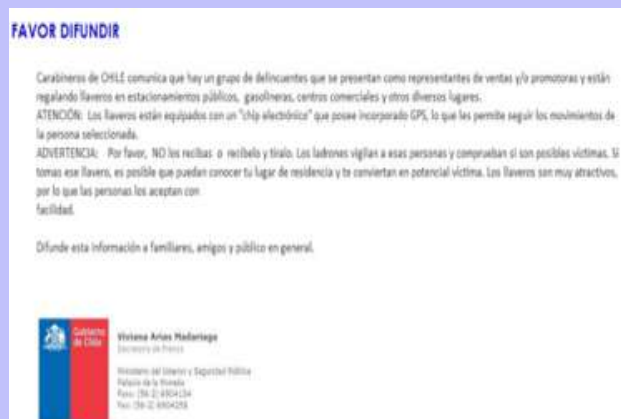 FAVOR DIFUNDIR
Carabineros de CHILE comunica que hay un grupo de delincuentes que se presentan como representantes de ventas y/o promotoras y están
regalando llaveros en estacionamientos públicos, gasolineras, centros comerciales y otros diversos lugares.
ATENCIÓN: Los llaveros están equipados con un "chip electrónico" que posee incorporado GPS, lo que les permite seguir los movimientos de
la persona seleccionada.
ADVERTENCIA: Por favor, NO los recibas o recíbelo y tíralo. Los ladrones vigilan a esas personas y comprueban si son posibles víctimas. Si
tomas ese llavero, es posible que puedan conocer tu lugar de residencia y te conviertan en potencial víctima. Los llaveros son muy atractivos,
por lo que las personas los aceptan con
facilidad.
Difunde esta información a familiares, amigos y público en general.
Gobierno
de Chile
Viviana Arias Madariaga
Secretaria de Prensa
Ministerio del Interior y Seguridad Pública
Palacio de la Moneda